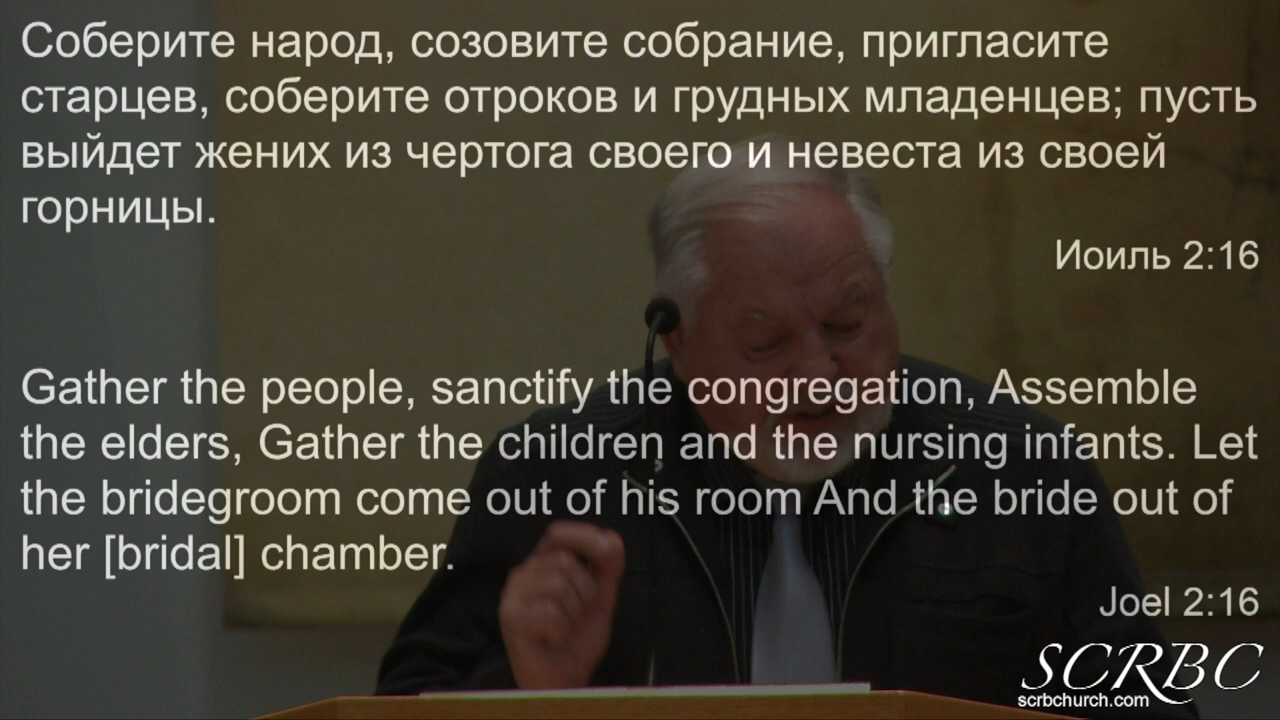 Соберите народ, созовите собрание, пригласите
старцев, соберите отроков и грудных младенцев; пусть
выйдет жених из чертога своего и невеста из своей
горницы.
Иоиль 2:16
Gather the people, sanctify the congregation, Assemble
the elders, Gather the children and the nursing infants. Let
the bridegroom come out of his room And the bride out of
her [bridal] chamber.
Joel 2:16
SCRBC
scrbchurch.com